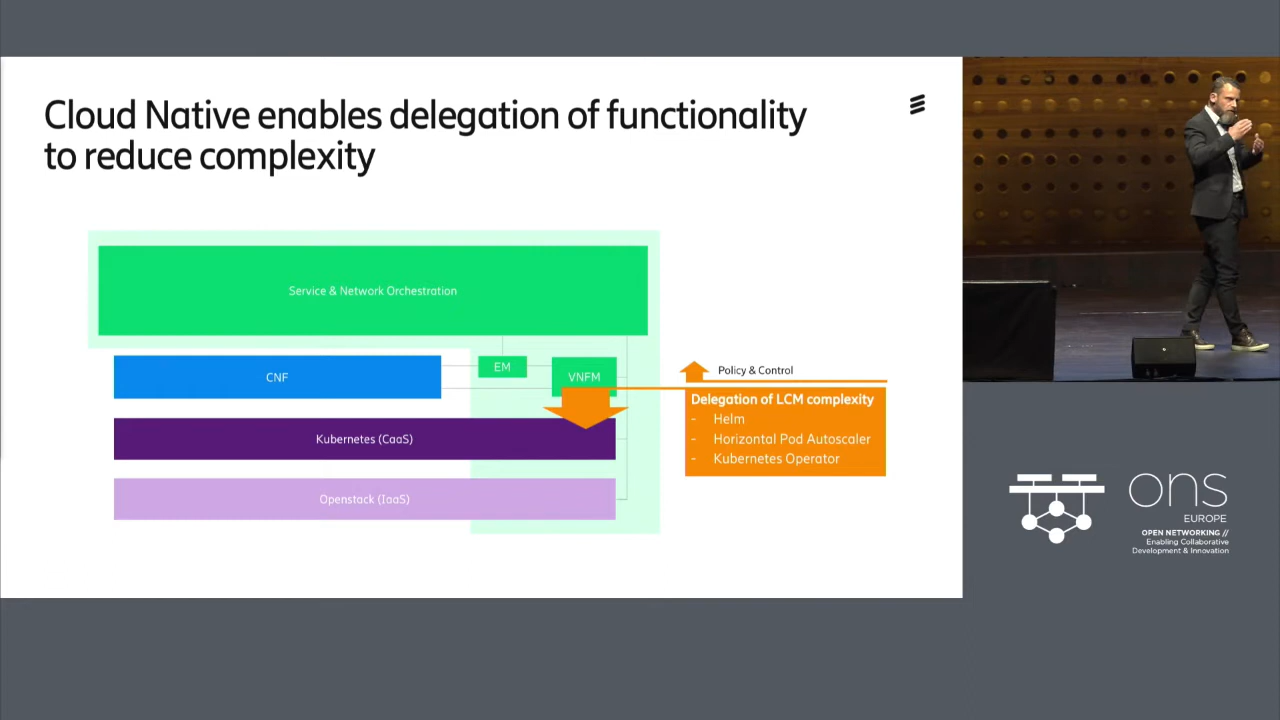 Cloud Native enables delegation of functionality
to reduce complexity
Service & Network Orchestration
CNF
EM
VNFM
Policy & Control
Delegation of LCM complexity
- Helm
- Horizontal Pod Autoscaler
- Kubernetes Operator
Kubernetes (CaaS)
Openstack (IaaS)
ons
EUROPE
OPEN NETWORKING //
Enabling Collaborative
Development & Innovation